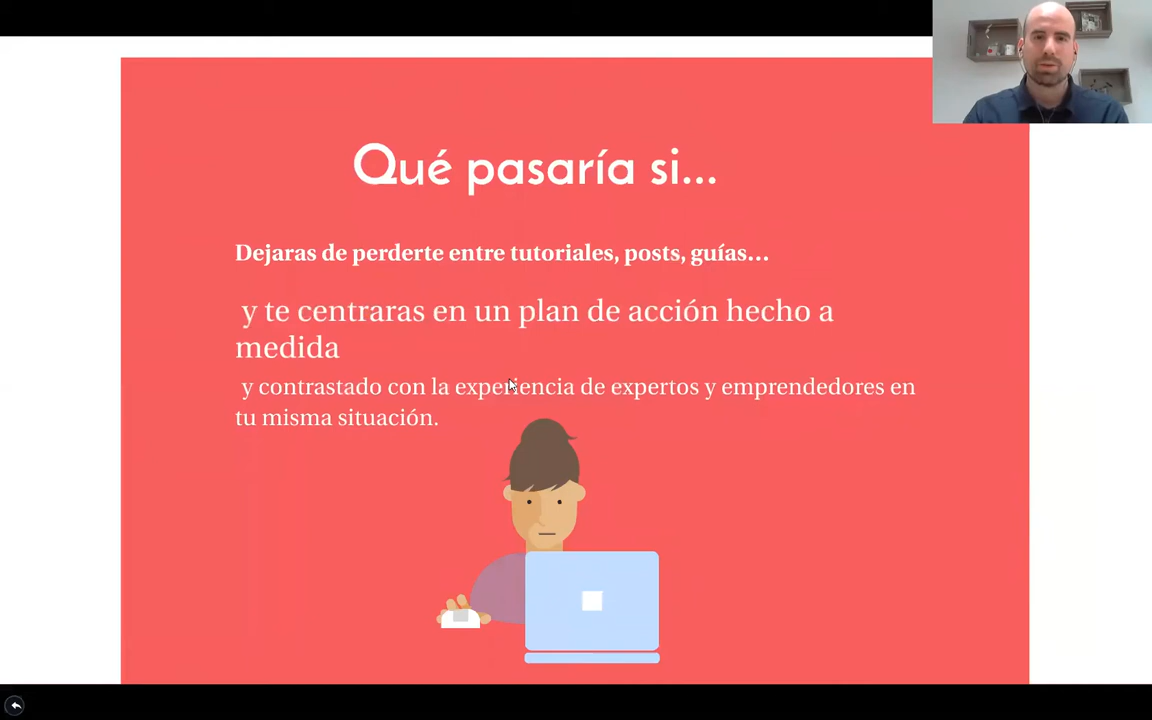 Qué pasaría si...
Dejaras de perderte entre tutoriales, posts, guías...
y te centraras en un plan de acción hecho a
medida
y contrastado con la experiencia de expertos y emprendedores en
tu misma situación.